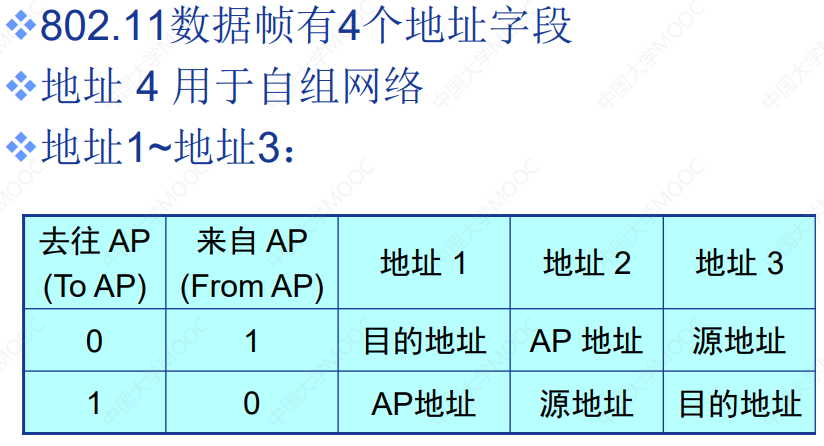 802.11数据帧有4个地址字段
地址 4 用于自组网络
地址1~地址3：
去往 AP (To AP) 来自 AP (From AP) 地址 1 地址 2 地址 3
0 1 目的地址 AP 地址 源地址
1 0 AP地址 源地址 目的地址
中国大学MOOC